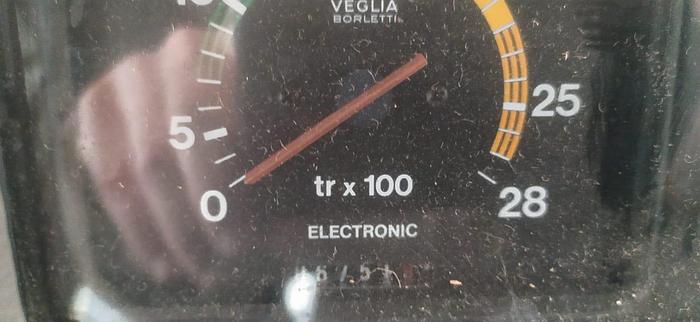 VEGLIA
BORLETTI
25
5
0
tr x 100
28
ELECTRONIC